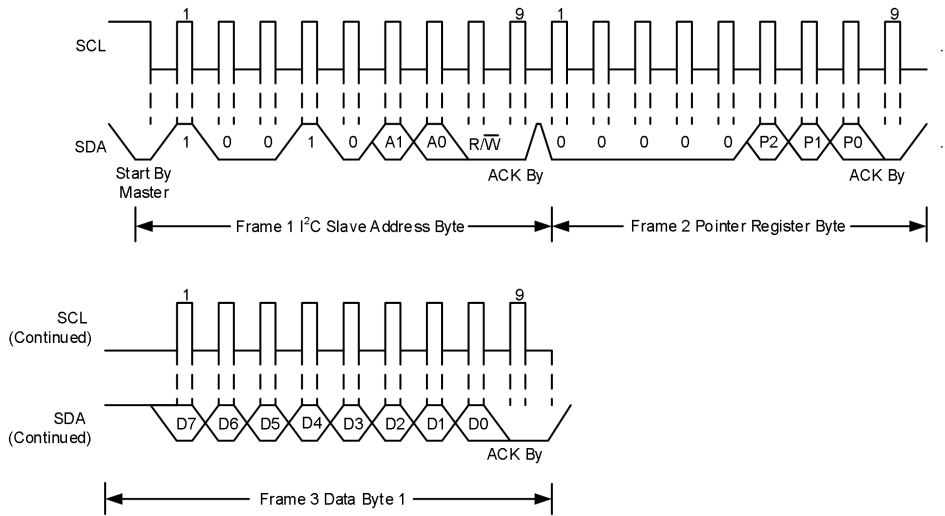 1 9 1 9
SCL
SDA
1 0 0 1 0 A1 A0 R/W̅ 0 0 0 0 0 P2 P1 P0
Start By
Master
ACK By
ACK By
Frame 1 I²C Slave Address Byte
Frame 2 Pointer Register Byte
1 9
SCL
(Continued)
SDA
(Continued)
D7 D6 D5 D4 D3 D2 D1 D0
ACK By
Frame 3 Data Byte 1